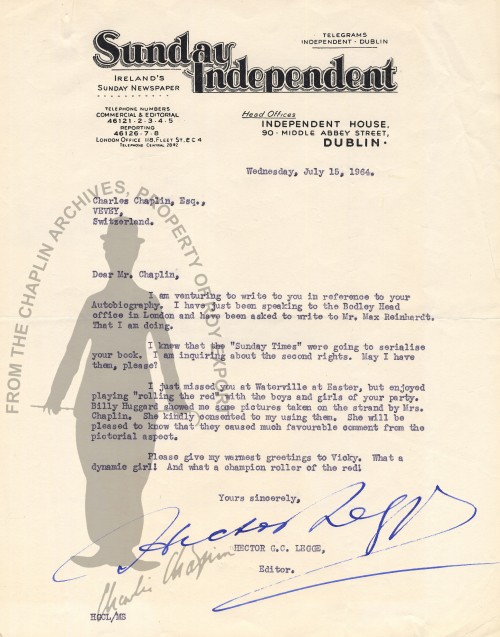 Sunday Independent
IRELAND'S
SUNDAY NEWSPAPER
TELEGRAMS
INDEPENDENT · DUBLIN
TELEPHONE NUMBERS
COMMERCIAL & EDITORIAL
46121·2·3·4·5
REPORTING
46126·7·8
LONDON OFFICE 118, FLEET ST, E.C.4
TELEPHONE CENTRAL 2842
Head Offices
INDEPENDENT HOUSE,
90 · MIDDLE ABBEY STREET,
DUBLIN ·
Wednesday, July 15, 1964.
Charles Chaplin, Esq.,
VEVEY,
Switzerland.
Dear Mr. Chaplin,
I am venturing to write to you in reference to your
Autobiography. I have just been speaking to the Bodley Head
office in London and have been asked to write to Mr. Max Reinhardt.
That I am doing.
I know that the "Sunday Times" were going to serialise
your book. I am inquiring about the second rights. May I have
them, please?
I just missed you at Waterville at Easter, but enjoyed
playing "rolling the red" with the boys and girls of your party.
Billy Huggard showed me some pictures taken on the strand by Mrs.
Chaplin. She kindly consented to my using them. She will be
pleased to know that they caused much favourable comment from the
pictorial aspect.
Please give my warmest greetings to Vicky. What a
dynamic girl! And what a champion roller of the red!
Yours sincerely,
Hector Legge
HECTOR C.C. LEGGE,
Editor.
HCCL/MS
Charlie Chaplin
FROM THE CHAPLIN ARCHIVES, PROPERTY OF ROY EXPORT